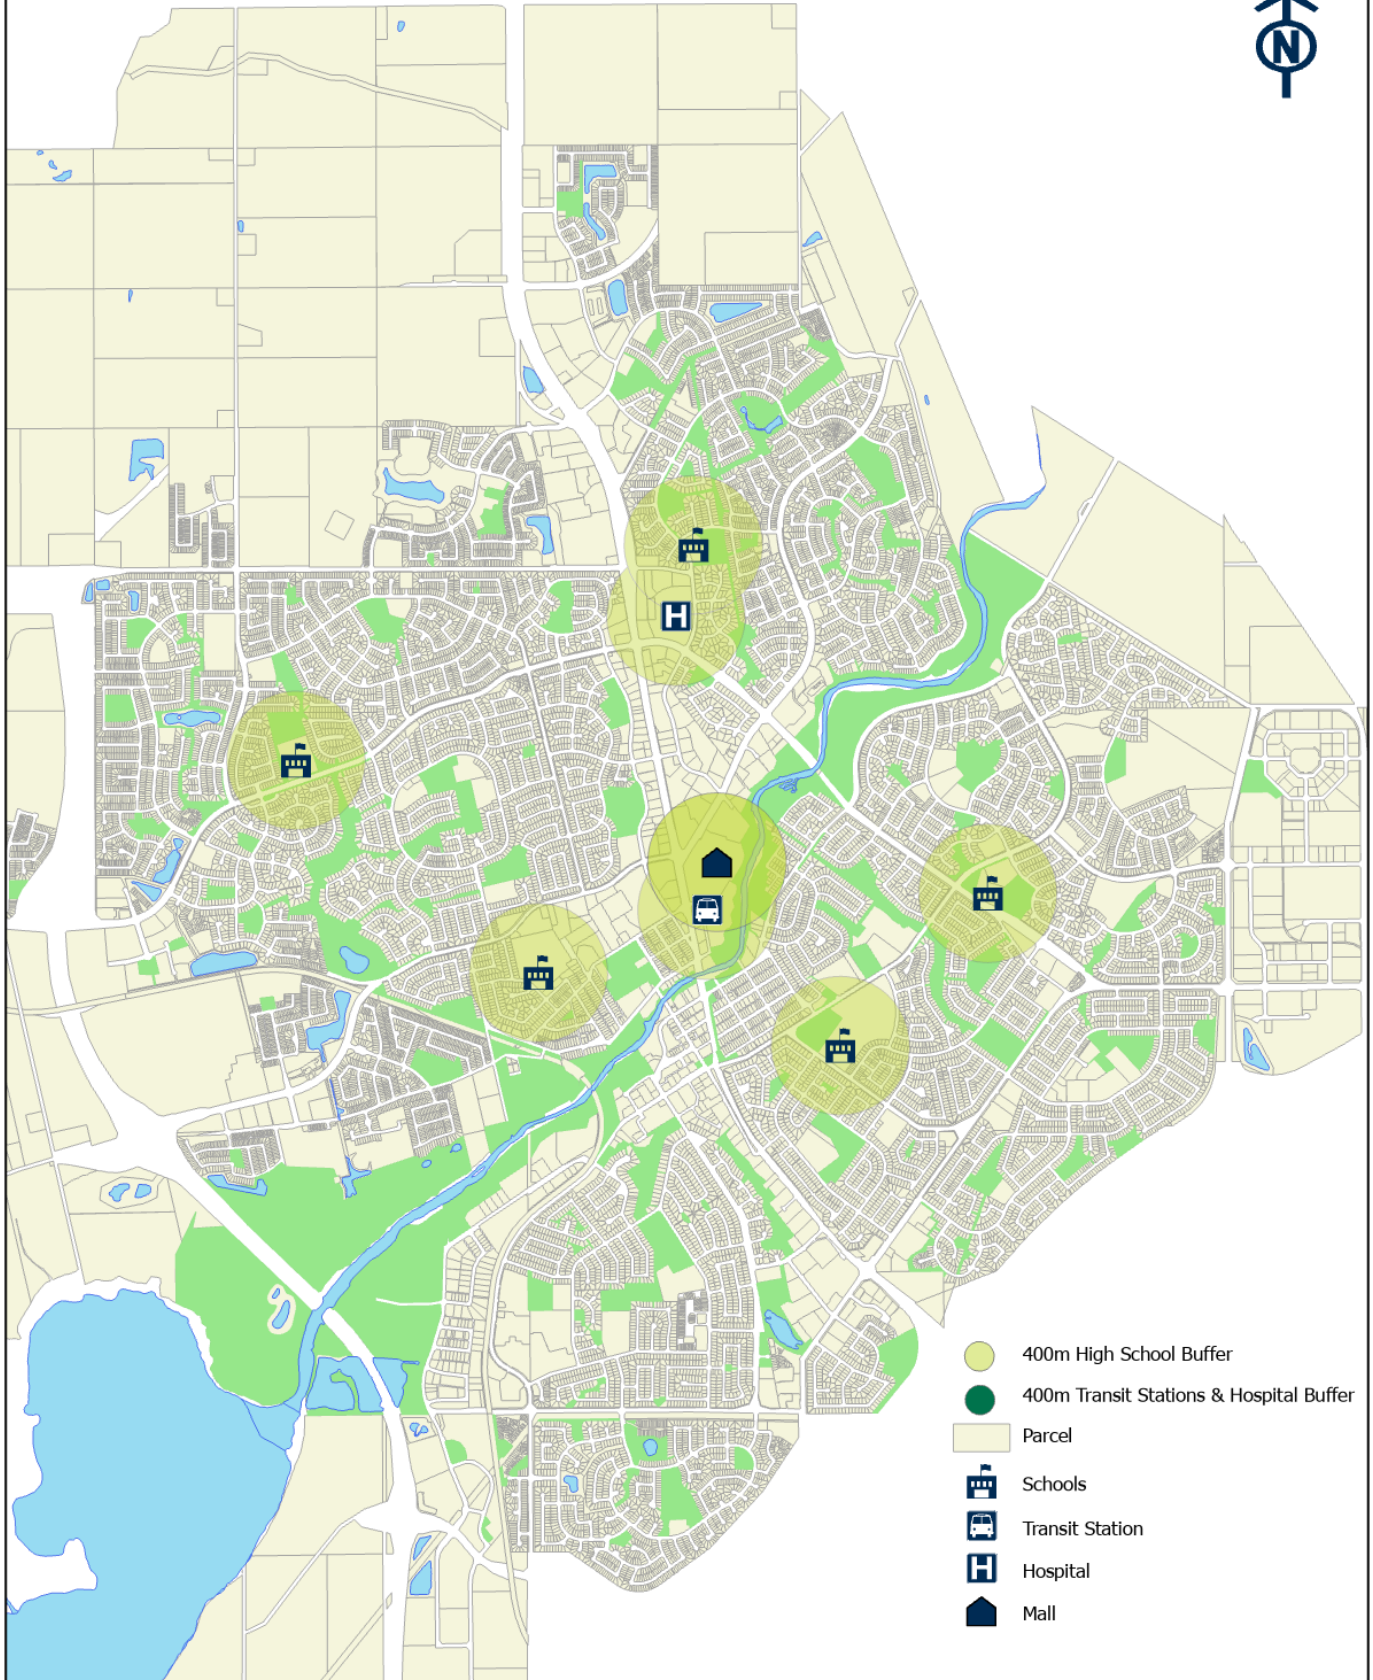 N
H
400m High School Buffer
400m Transit Stations & Hospital Buffer
Parcel
Schools
Transit Station
H Hospital
Mall